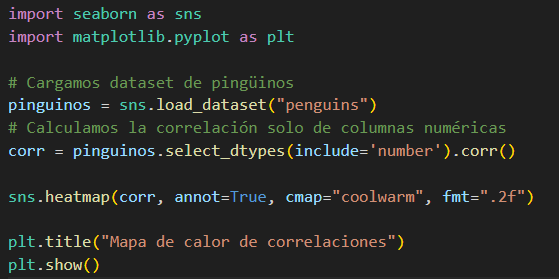 import seaborn as sns
import matplotlib.pyplot as plt
# Cargamos dataset de pingüinos
pinguinos = sns.load_dataset("penguins")
# Calculamos la correlación solo de columnas numéricas
corr = pinguinos.select_dtypes(include='number').corr()
sns.heatmap(corr, annot=True, cmap="coolwarm", fmt=".2f")
plt.title("Mapa de calor de correlaciones")
plt.show()